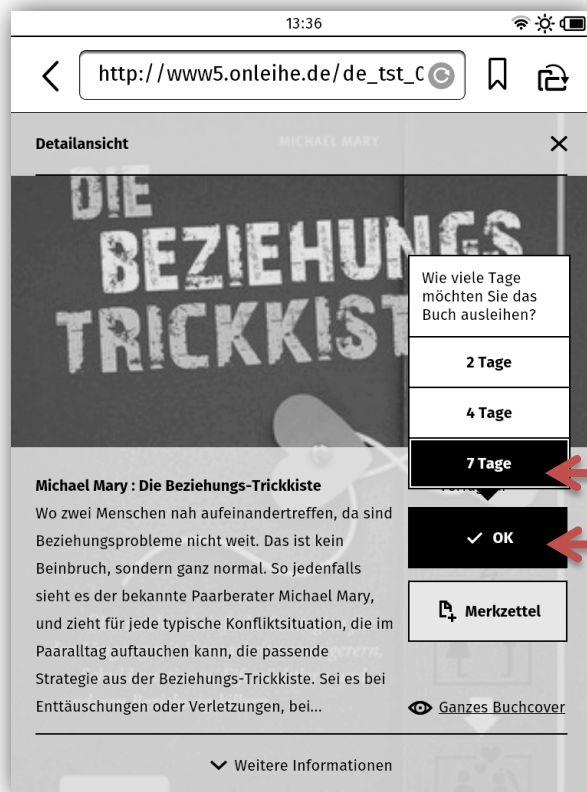 13:36
http://www5.onleihe.de/de_tst_
Detailansicht
MICHAEL MARY
DIE
BEZIEHUNGS
TRICKKIST
Wie viele Tage
möchten Sie das
Buch ausleihen?
2 Tage
4 Tage
7 Tage
OK
Merkzettel
Ganzes Buchcover
Michael Mary : Die Beziehungs-Trickkiste
Wo zwei Menschen nah aufeinandertreffen, da sind
Beziehungsprobleme nicht weit. Das ist kein
Beinbruch, sondern ganz normal. So jedenfalls
sieht es der bekannte Paarberater Michael Mary,
und zieht für jede typische Konfliktsituation, die im
Paaralltag auftauchen kann, die passende
Strategie aus der Beziehungs-Trickkiste. Sei es bei
Enttäuschungen oder Verletzungen, bei...
Weitere Informationen